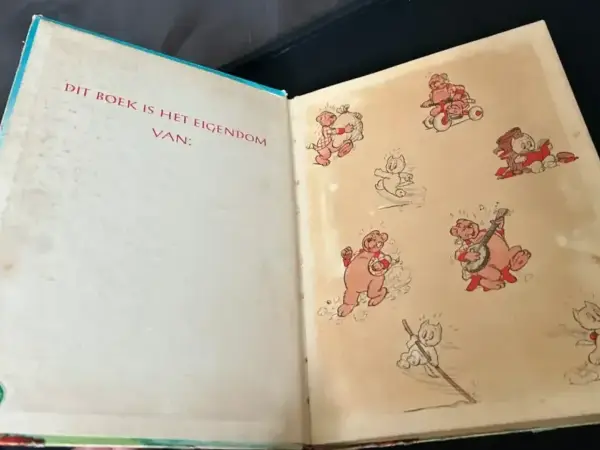 DIT BOEK IS HET EIGENDOM
VAN: